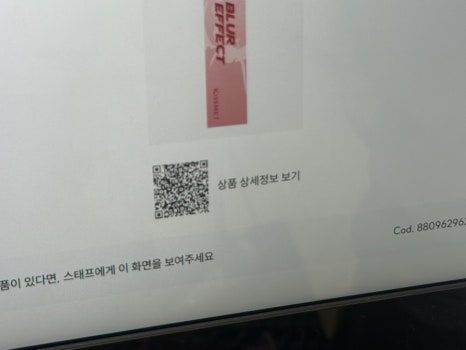 BLUR
EFFECT
상품 상세정보 보기
Cod. 880962963
품이 있다면, 스태프에게 이 화면을 보여주세요